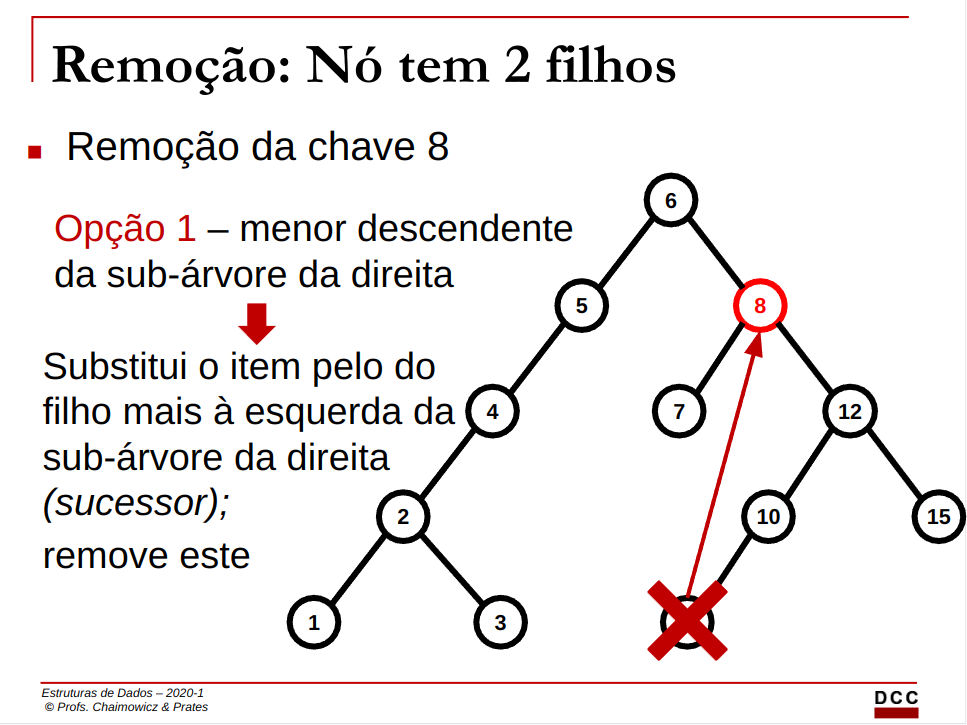 Remoção: Nó tem 2 filhos
Remoção da chave 8
Opção 1 – menor descendente
da sub-árvore da direita
Substitui o item pelo do
filho mais à esquerda da
sub-árvore da direita
(sucessor);
remove este
6
5
8
4
7
12
2
10
15
1
3
Estruturas de Dados – 2020-1
© Profs. Chaimowicz & Prates
DCC